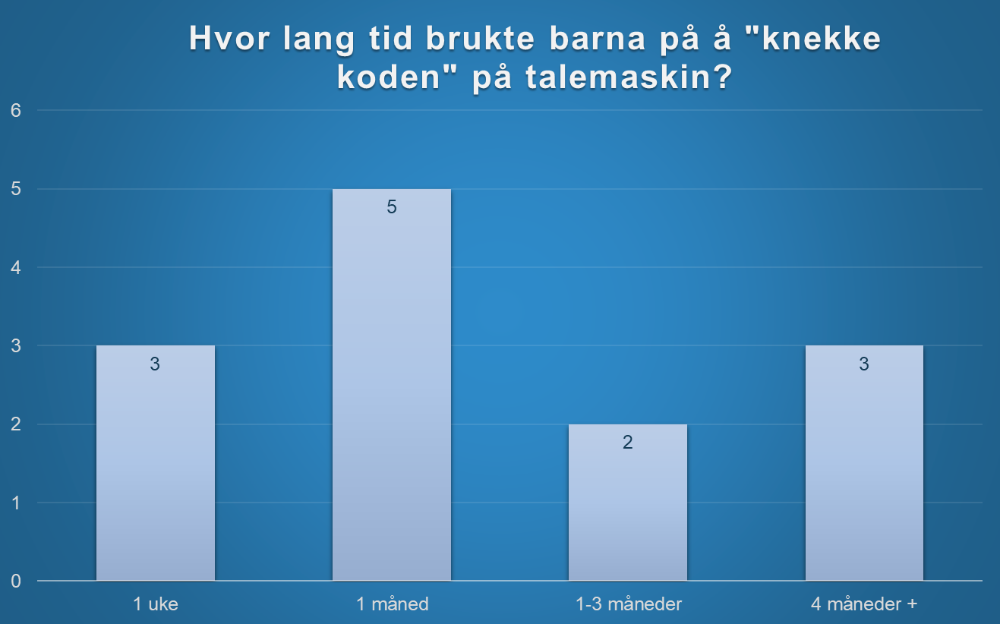 Hvor lang tid brukte barna på å "knekke
koden" på talemaskin?
6
5
4
3
2
1
0
3
5
2
3
1 uke
1 måned
1-3 måneder
4 måneder +